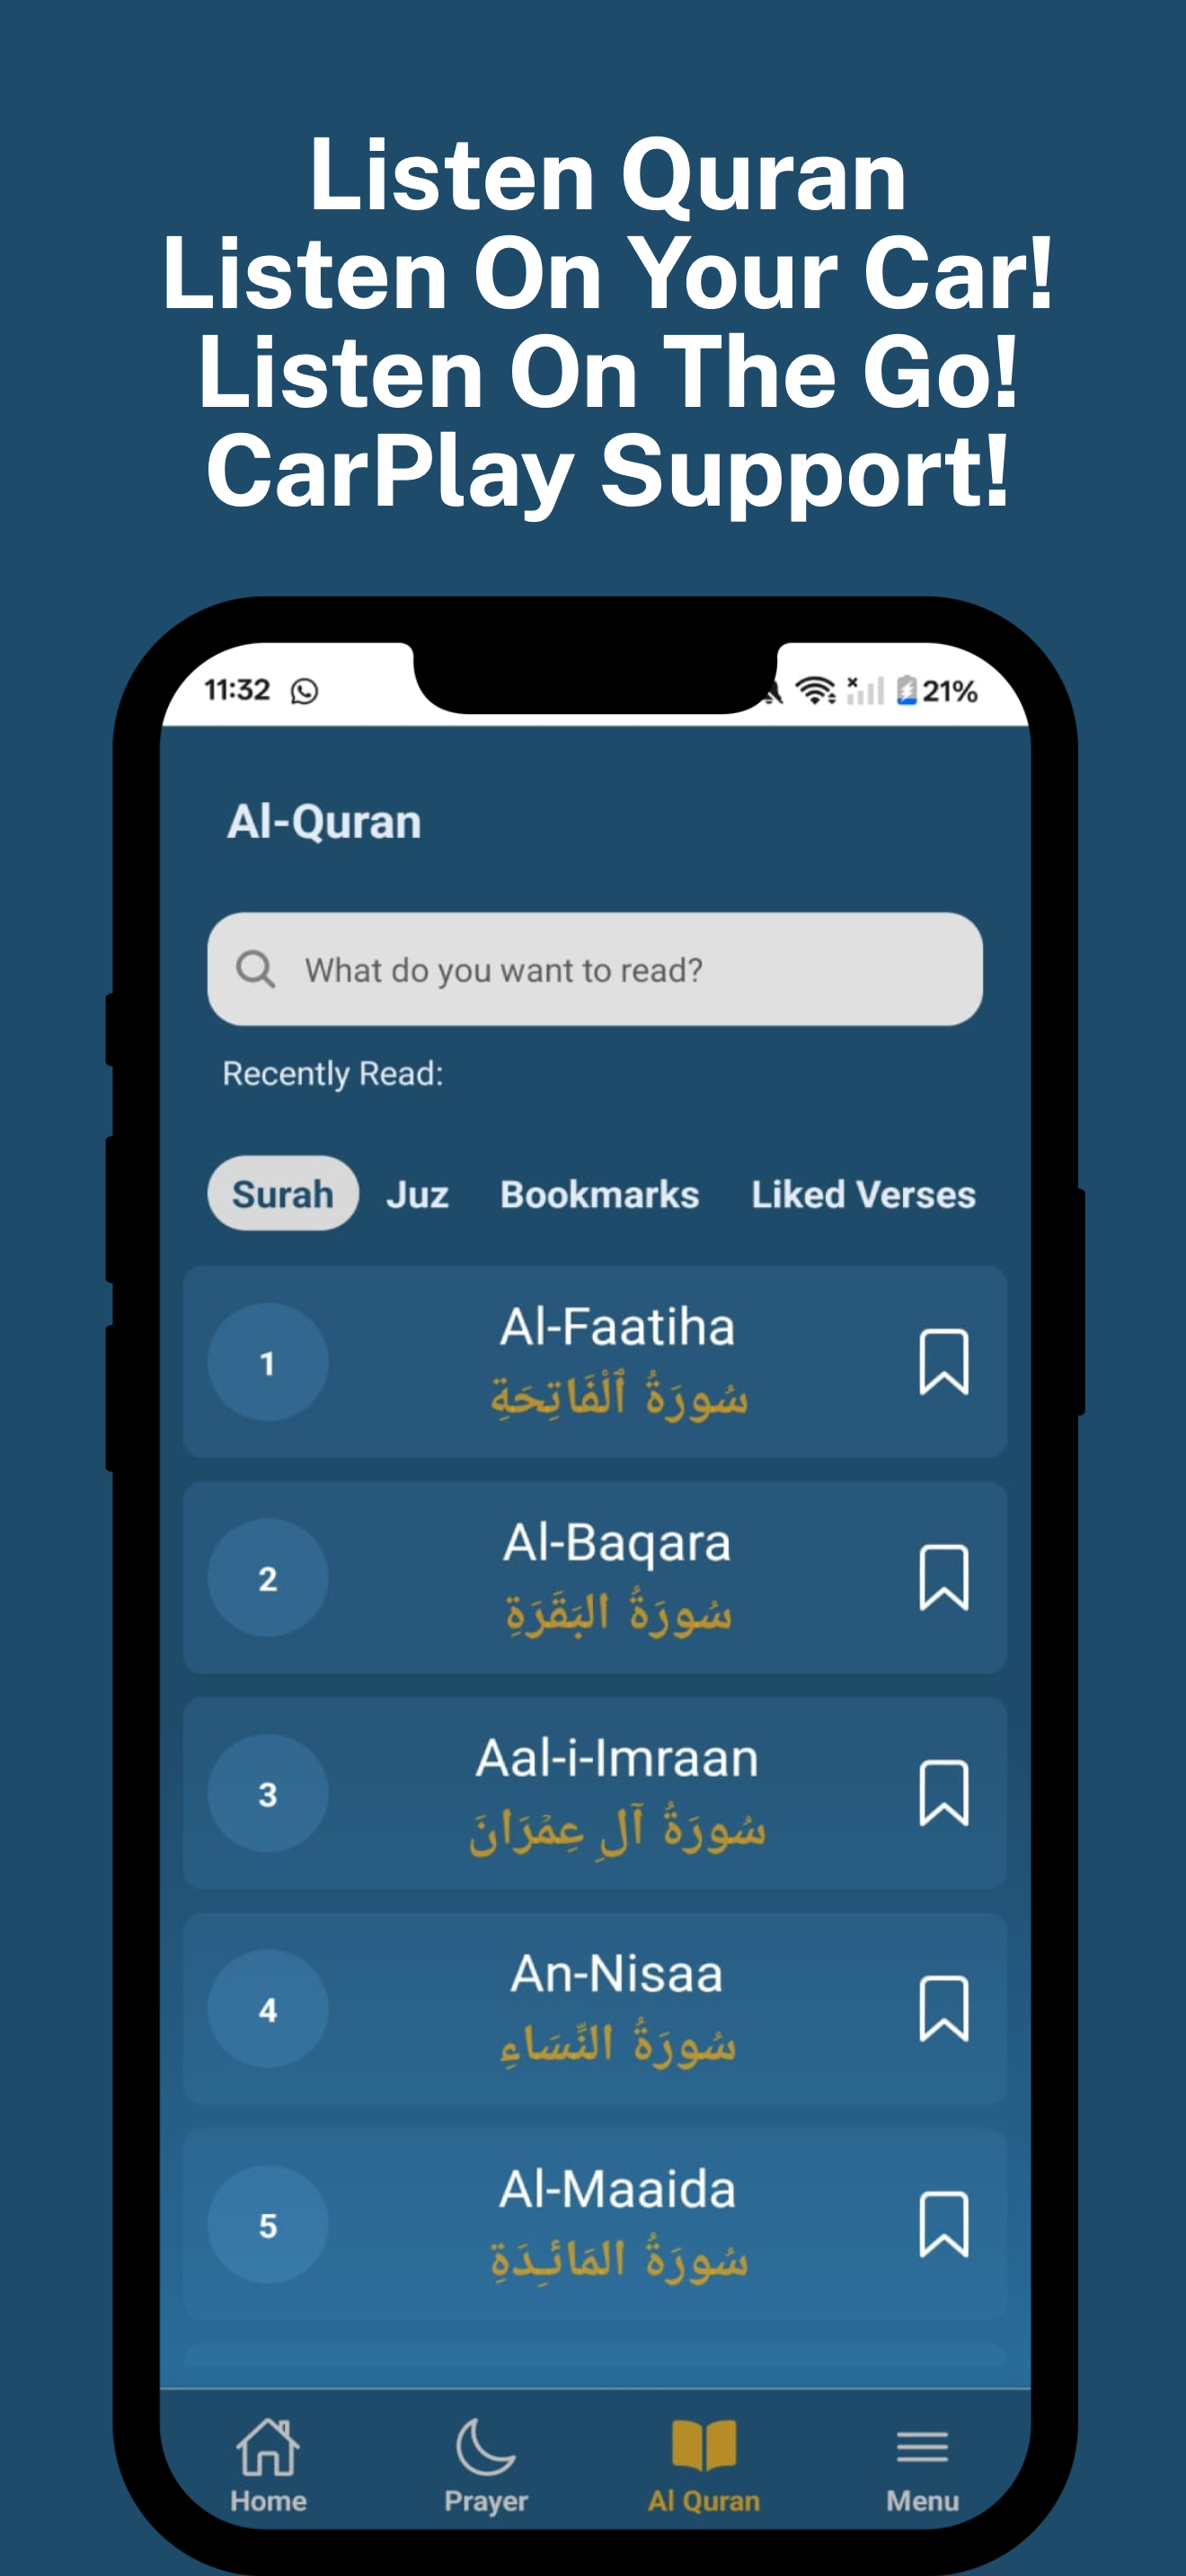 Listen Quran
Listen On Your Car!
Listen On The Go!
CarPlay Support!
11:32 21%
Al-Quran
What do you want to read?
Recently Read:
Surah Juz Bookmarks Liked Verses
1
Al-Faatiha
سُورَةُ ٱلْفَاتِحَةِ
2
Al-Baqara
سُورَةُ البَقَرَةِ
3
Aal-i-Imraan
سُورَةُ آلِ عِمۡرَانَ
4
An-Nisaa
سُورَةُ النِّسَاءِ
5
Al-Maaida
سُورَةُ المَائـِدَةِ
Home Prayer Al Quran Menu